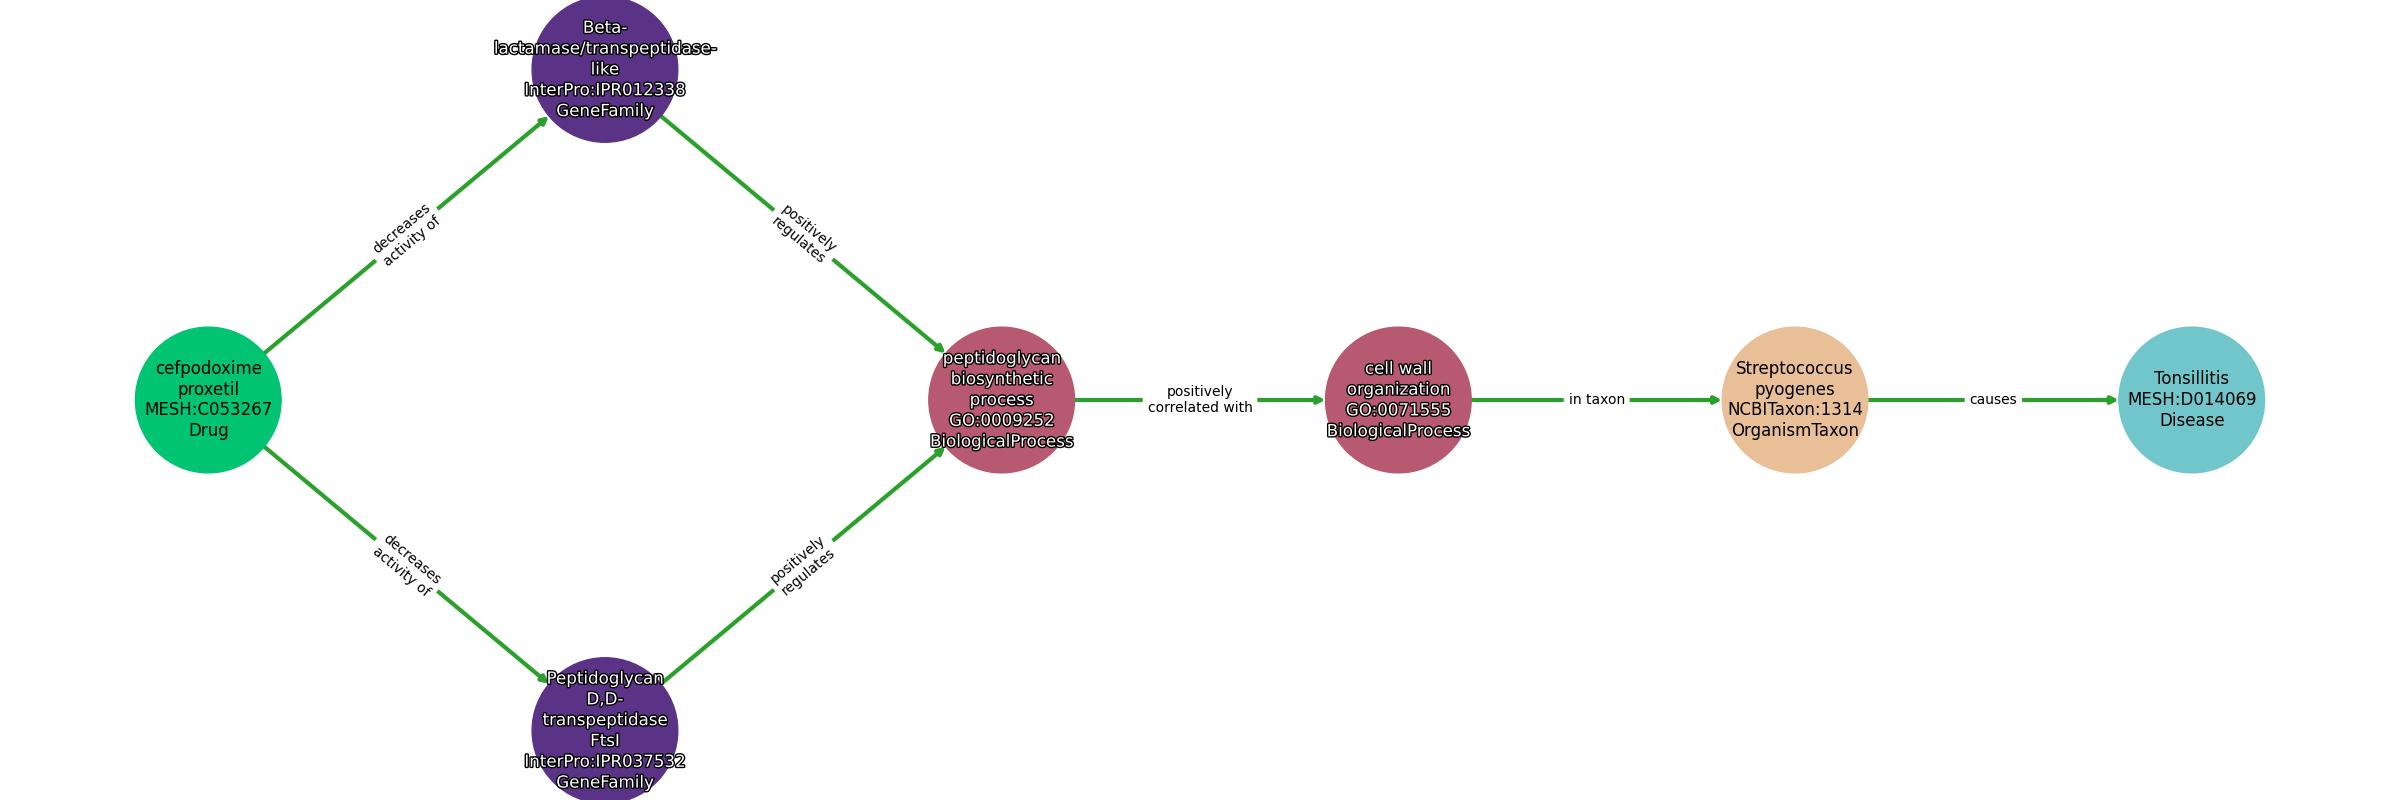 Beta-
lactamase/transpeptidase-
like
InterPro:IPR012338
GeneFamily
decreases
activity of
positively
regulates
cefpodoxime
proxetil
MESH:C053267
Drug
peptidoglycan
biosynthetic
process
GO:0009252
BiologicalProcess
positively
correlated with
cell wall
organization
GO:0071555
BiologicalProcess
in taxon
Streptococcus
pyogenes
NCBITaxon:1314
OrganismTaxon
causes
Tonsillitis
MESH:D014069
Disease
decreases
activity of
positively
regulates
Peptidoglycan
D,D-
transpeptidase
FtsI
InterPro:IPR037532
GeneFamily